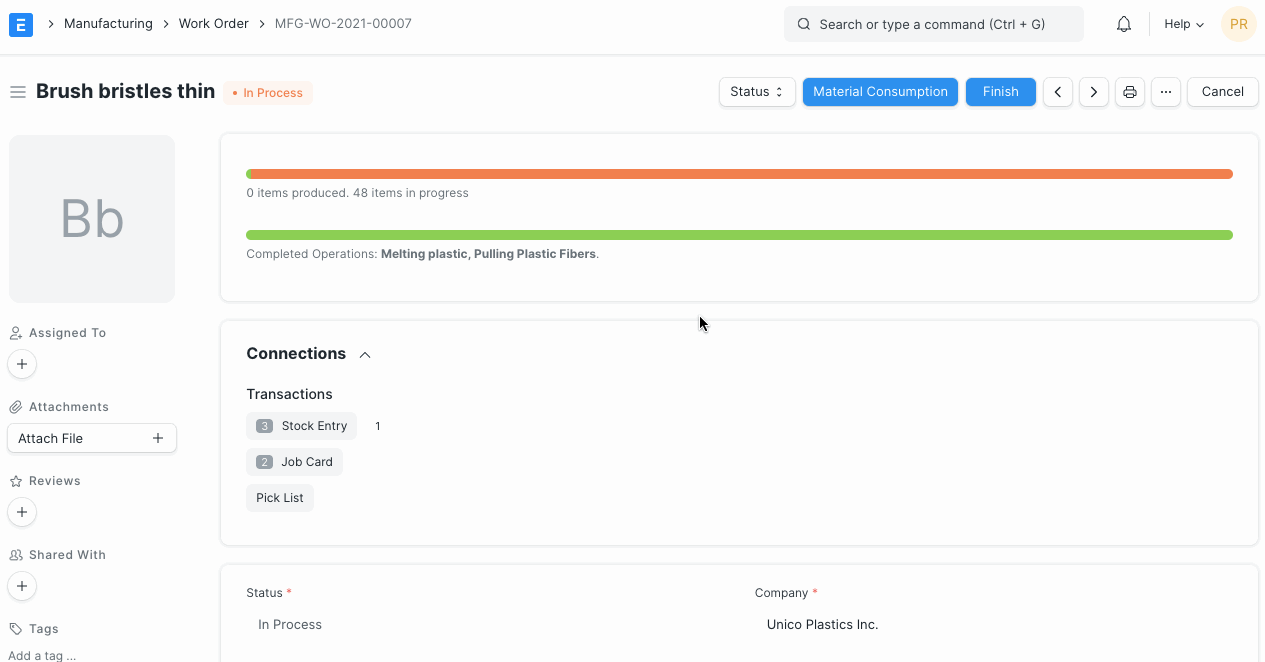 E Manufacturing Work Order MFG-WO-2021-00007 Search or type a command (Ctrl + G) Help PR
Brush bristles thin • In Process Status Material Consumption Finish ... Cancel
Bb
0 items produced. 48 items in progress
Completed Operations: Melting plastic, Pulling Plastic Fibers.
Assigned To
+
Attachments
Attach File +
Reviews
+
Shared With
+
Tags
Add a tag ...
Connections
Transactions
3 Stock Entry 1
2 Job Card
Pick List
Status * Company *
In Process Unico Plastics Inc.